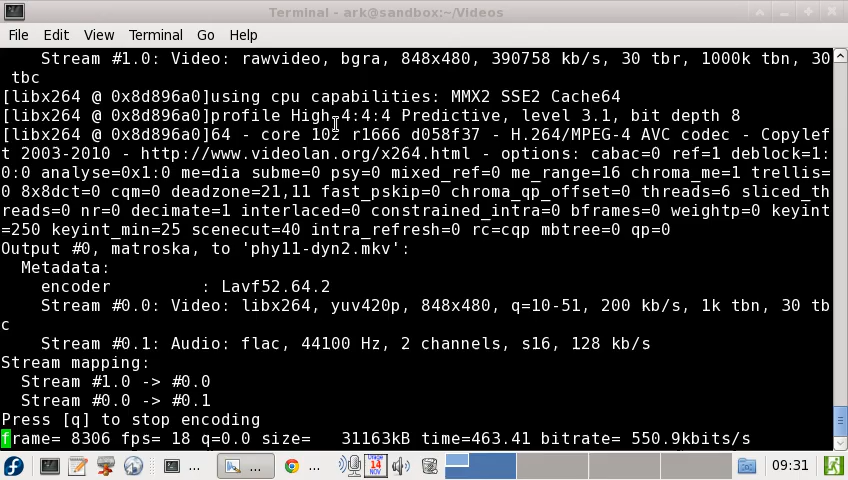 Terminal - ark@sandbox:~/Videos
File Edit View Terminal Go Help
Stream #1.0: Video: rawvideo, bgra, 848x480, 390758 kb/s, 30 tbr, 1000k tbn, 30
tbc
[libx264 @ 0x8d896a0]using cpu capabilities: MMX2 SSE2 Cache64
[libx264 @ 0x8d896a0]profile High 4:4:4 Predictive, level 3.1, bit depth 8
[libx264 @ 0x8d896a0]64 - core 102 r1666 d058f37 - H.264/MPEG-4 AVC codec - Copylef
t 2003-2010 - http://www.videolan.org/x264.html - options: cabac=0 ref=1 deblock=1:
0:0 analyse=0x1:0 me=dia subme=0 psy=0 mixed_ref=0 me_range=16 chroma_me=1 trellis=
0 8x8dct=0 cqm=0 deadzone=21,11 fast_pskip=0 chroma_qp_offset=0 threads=6 sliced_th
reads=0 nr=0 decimate=1 interlaced=0 constrained_intra=0 bframes=0 weightp=0 keyint
=250 keyint_min=25 scenecut=40 intra_refresh=0 rc=cqp mbtree=0 qp=0
Output #0, matroska, to 'phy11-dyn2.mkv':
Metadata:
encoder : Lavf52.64.2
Stream #0.0: Video: libx264, yuv420p, 848x480, q=10-51, 200 kb/s, 1k tbn, 30 tb
c
Stream #0.1: Audio: flac, 44100 Hz, 2 channels, s16, 128 kb/s
Stream mapping:
Stream #1.0 -> #0.0
Stream #0.0 -> #0.1
Press [q] to stop encoding
frame= 8306 fps= 18 q=0.0 size= 31163kB time=463.41 bitrate= 550.9kbits/s
... ... ... 14 NOV 09:31